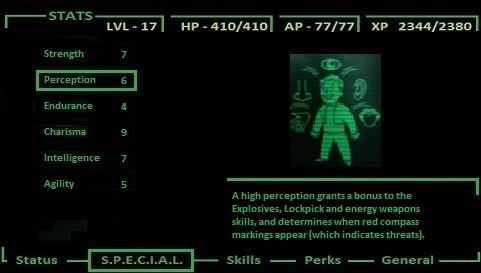 STATS
LVL - 17 HP - 410/410 AP - 77/77 XP 2344/2380
Strength 7
Perception 6
Endurance 4
Charisma 9
Intelligence 7
Agility 5
A high perception grants a bonus to the
Explosives, Lockpick and energy weapons
skills, and determines when red compass
markings appear (which indicates threats).
Status S.P.E.C.I.A.L. Skills Perks General